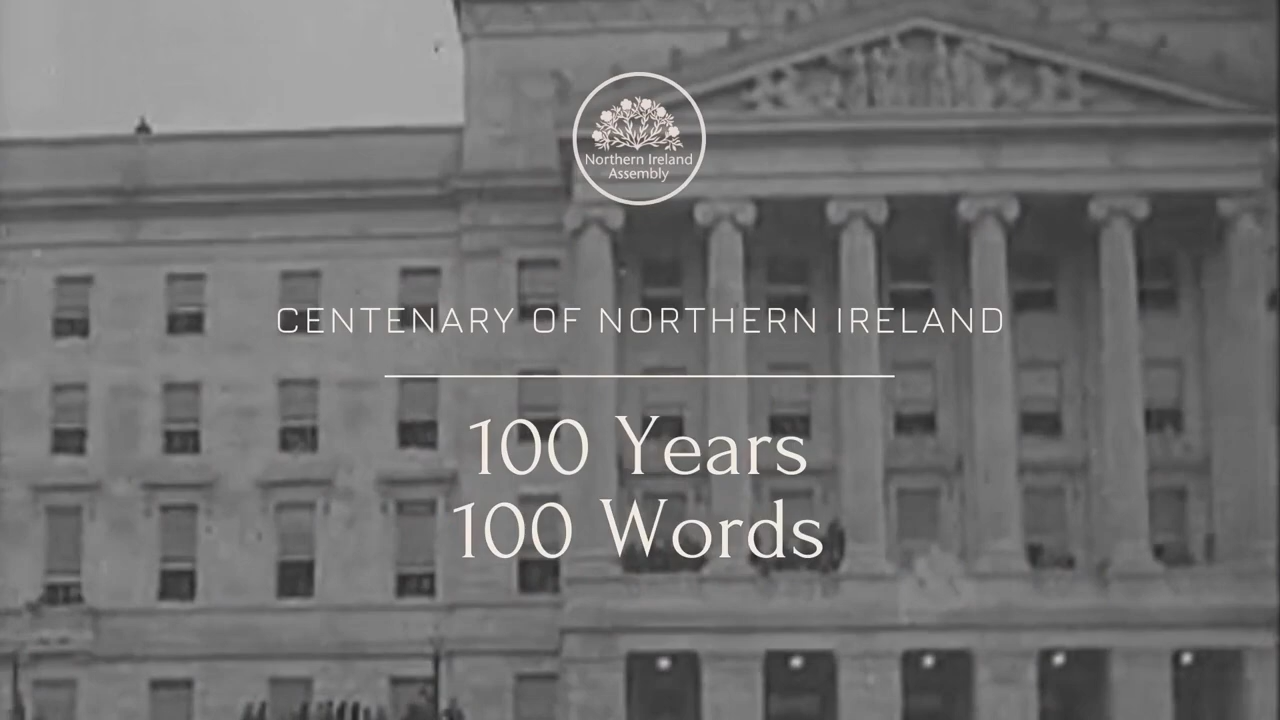 Northern Ireland
Assembly
CENTENARY OF NORTHERN IRELAND
100 Years
100 Words